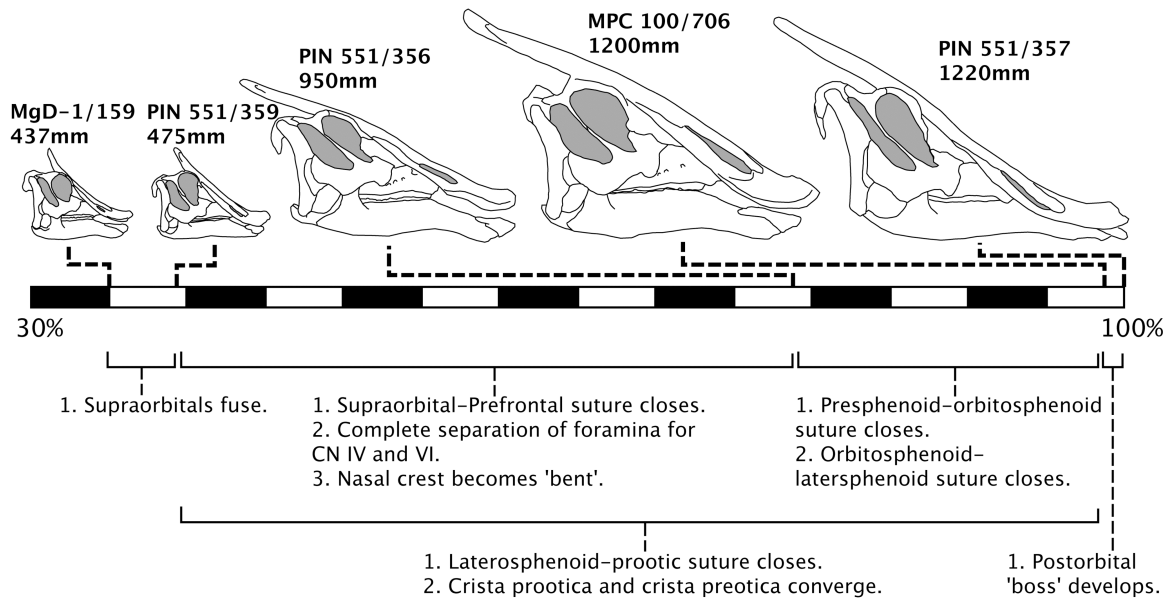 MgD-1/159
437mm
PIN 551/359
475mm
PIN 551/356
950mm
MPC 100/706
1200mm
PIN 551/357
1220mm
30%
100%
1. Supraorbitals fuse.
1. Supraorbital-Prefrontal suture closes.
2. Complete separation of foramina for
CN IV and VI.
3. Nasal crest becomes 'bent'.
1. Presphenoid-orbitosphenoid
suture closes.
2. Orbitosphenoid-
latersphenoid suture closes.
1. Laterosphenoid-prootic suture closes.
2. Crista prootica and crista preotica converge.
1. Postorbital
'boss' develops.